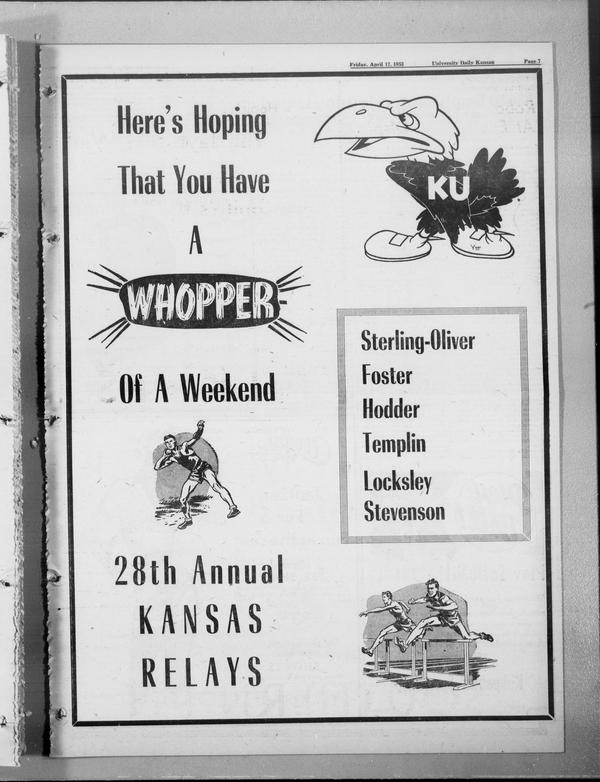 Friday, April 17, 1953 University Daily Kansan Page 7
Here's Hoping
That You Have
A
WHOPPER-
Of A Weekend
28th Annual
KANSAS
RELAYS
KU
Sterling-Oliver
Foster
Hodder
Templin
Locksley
Stevenson